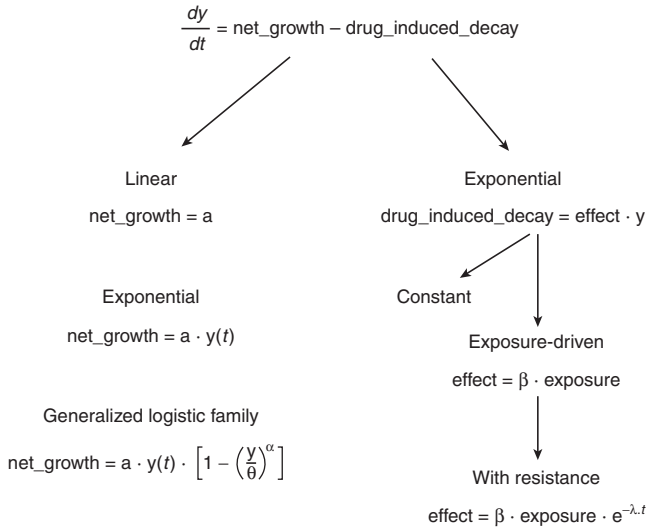 dy/dt = net_growth – drug_induced_decay
Linear
net_growth = a
Exponential
net_growth = a · y(t)
Generalized logistic family
net_growth = a · y(t) · [1 – (y/θ)^α]
Exponential
drug_induced_decay = effect · y
Constant
Exposure-driven
effect = β · exposure
With resistance
effect = β · exposure · e^–λ.t